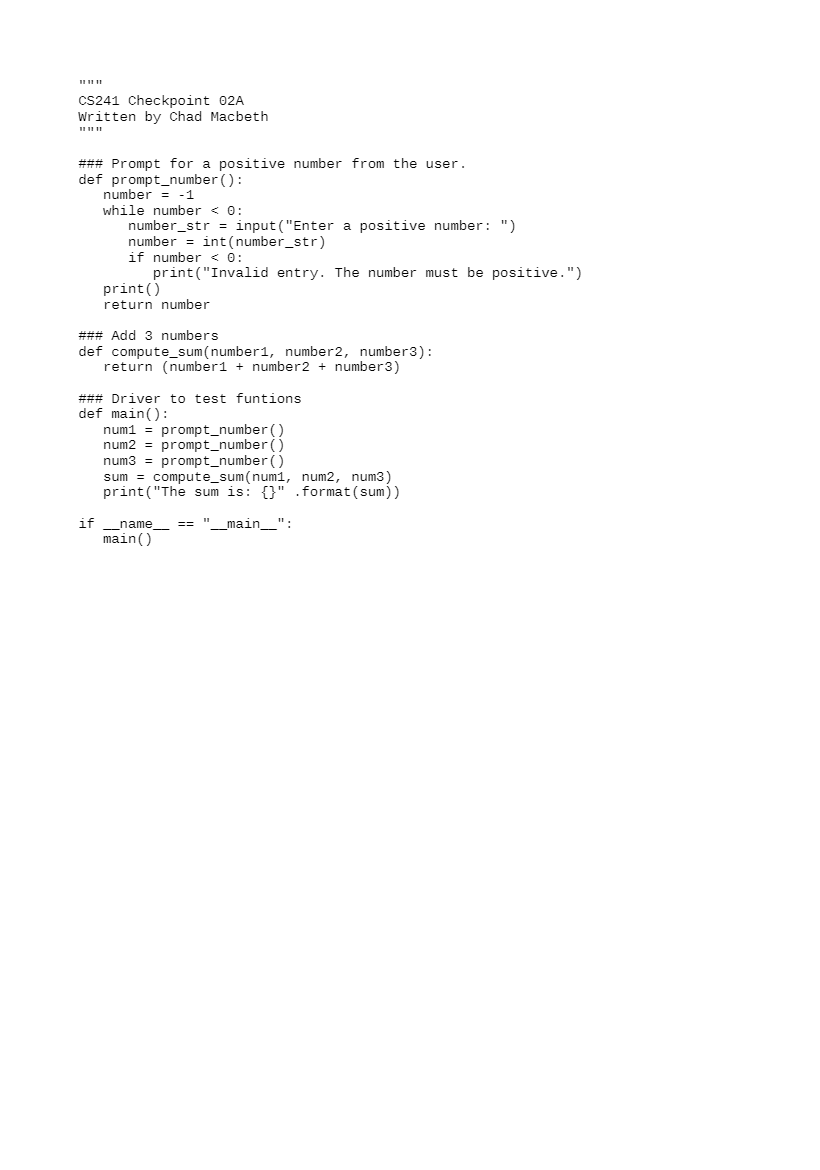 """
CS241 Checkpoint 02A
Written by Chad Macbeth
"""
### Prompt for a positive number from the user.
def prompt_number():
   number = -1
   while number < 0:
      number_str = input("Enter a positive number: ")
      number = int(number_str)
      if number < 0:
         print("Invalid entry. The number must be positive.")
   print()
   return number
### Add 3 numbers
def compute_sum(number1, number2, number3):
   return (number1 + number2 + number3)
### Driver to test funtions
def main():
   num1 = prompt_number()
   num2 = prompt_number()
   num3 = prompt_number()
   sum = compute_sum(num1, num2, num3)
   print("The sum is: {}" .format(sum))
if __name__ == "__main__":
   main()